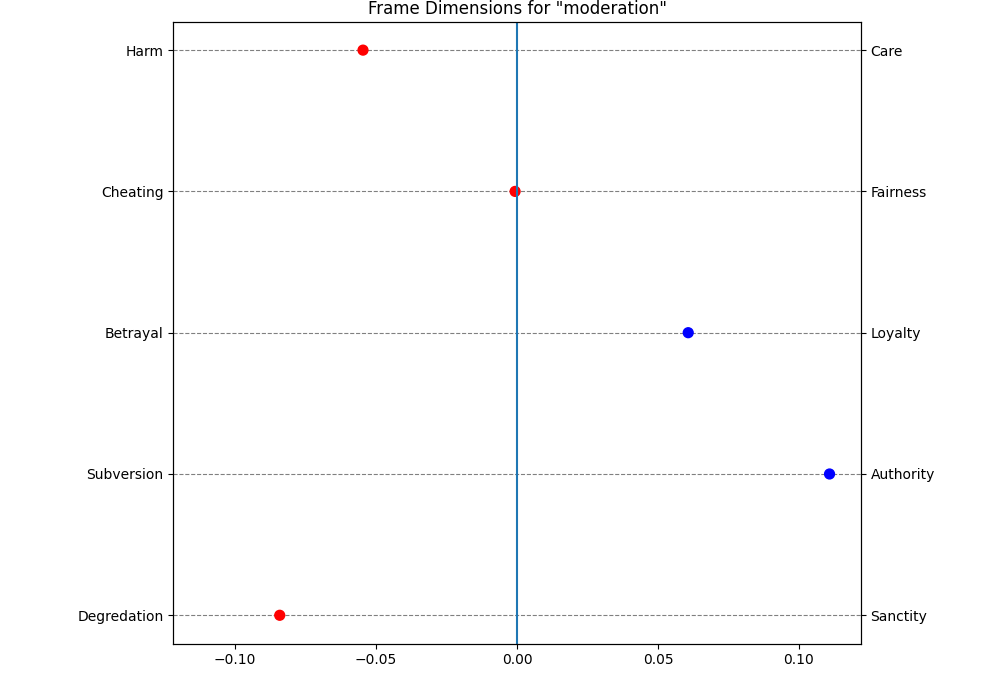 Frame Dimensions for "moderation"
Harm
Care
Cheating
Fairness
Betrayal
Loyalty
Subversion
Authority
Degredation
Sanctity
−0.10
−0.05
0.00
0.05
0.10